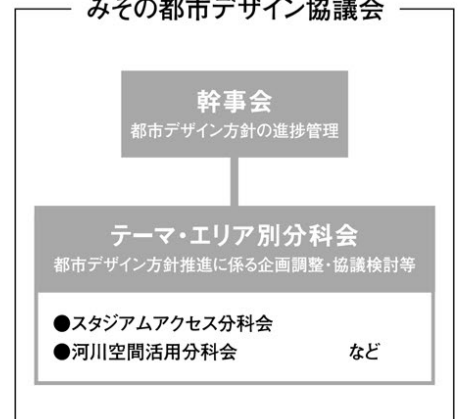 みその都市デザイン協議会
幹事会
都市デザイン方針の進捗管理
テーマ・エリア別分科会
都市デザイン方針推進に係る企画調整・協議検討等
●スタジアムアクセス分科会
●河川空間活用分科会 など